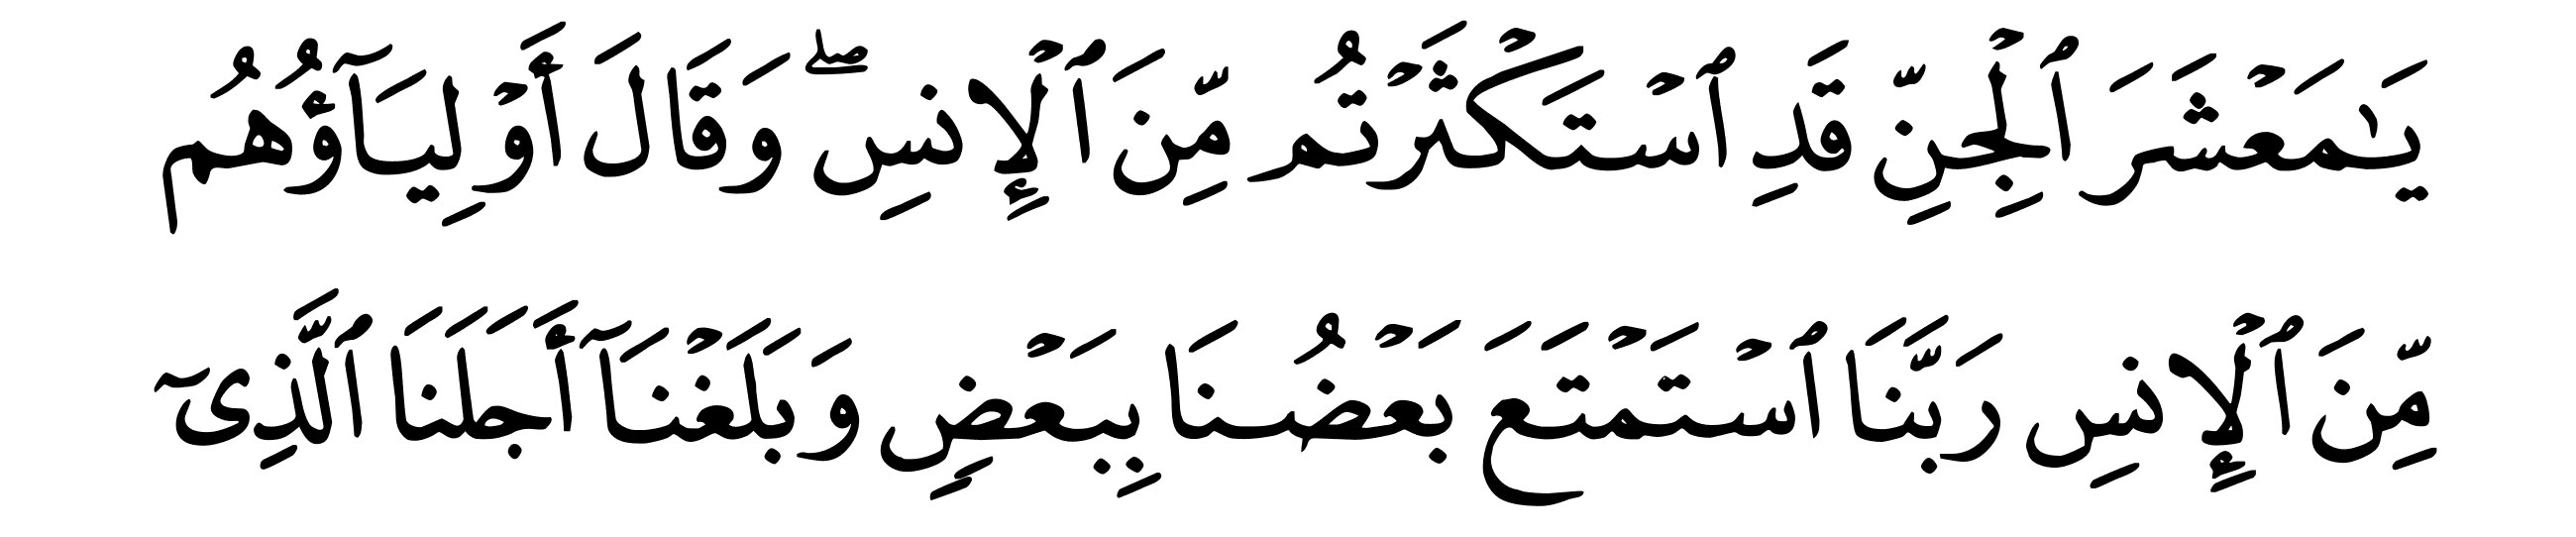 يَـٰمَعْشَرَ ٱلْجِنِّ قَدِ ٱسْتَكْثَرْتُم مِّنَ ٱلْإِنسِ ۖ وَقَالَ أَوْلِيَآؤُهُم
مِّنَ ٱلْإِنسِ رَبَّنَا ٱسْتَمْتَعَ بَعْضُنَا بِبَعْضٍ وَبَلَغْنَآ أَجَلَنَا ٱلَّذِىٓ